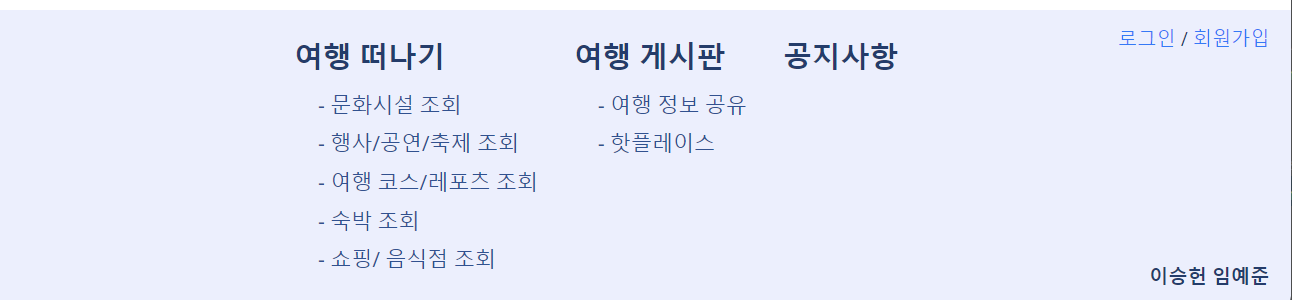 로그인 / 회원가입
여행 떠나기
- 문화시설 조회
- 행사/공연/축제 조회
- 여행 코스/레포츠 조회
- 숙박 조회
- 쇼핑/ 음식점 조회
여행 게시판
- 여행 정보 공유
- 핫플레이스
공지사항
이승헌 임예준